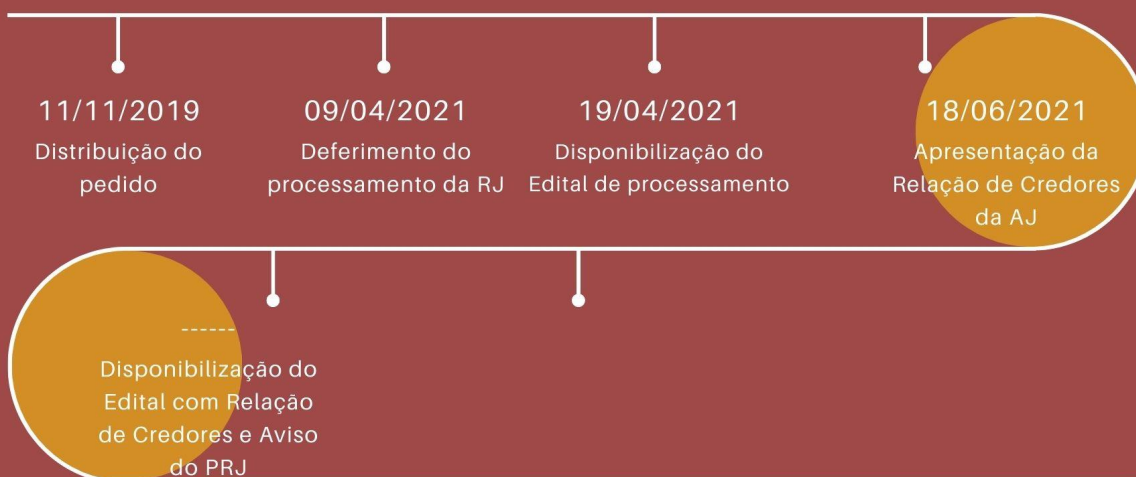 11/11/2019
Distribuição do
pedido
09/04/2021
Deferimento do
processamento da RJ
19/04/2021
Disponibilização do
Edital de processamento
18/06/2021
Apresentação da
Relação de Credores
da AJ
------
Disponibilização do
Edital com Relação
de Credores e Aviso
do PRJ